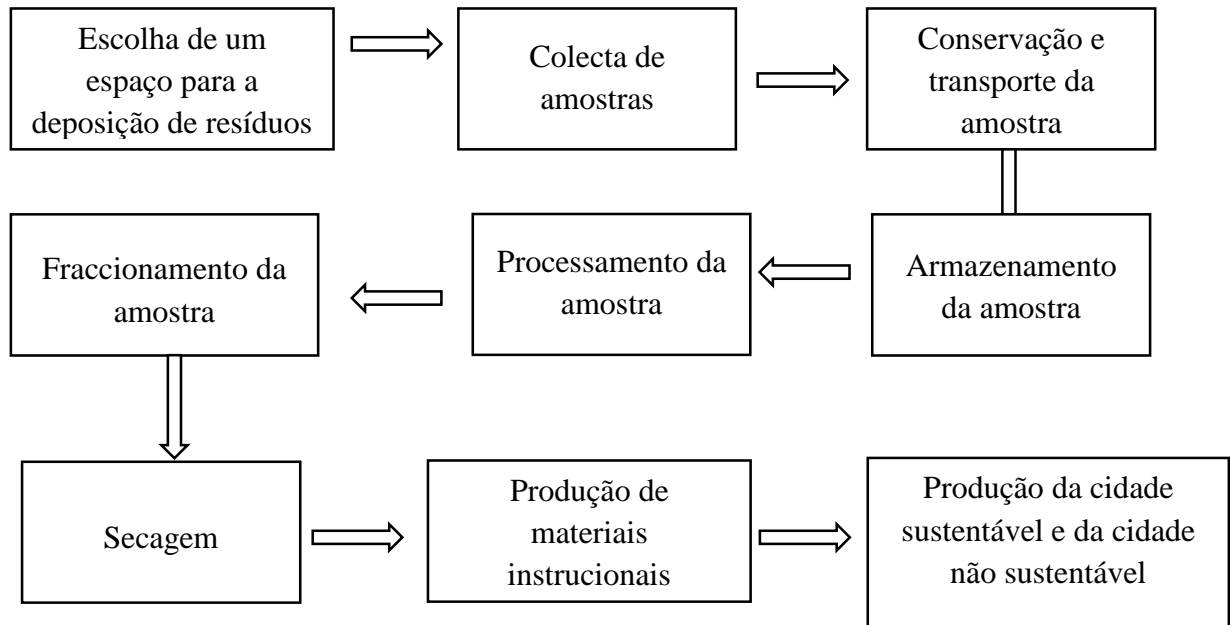 Escolha de um
espaço para a
deposição de resíduos
Colecta de
amostras
Conservação e
transporte da
amostra
Armazenamento
da amostra
Processamento da
amostra
Fraccionamento da
amostra
Secagem
Produção de
materiais
instrucionais
Produção da cidade
sustentável e da cidade
não sustentável